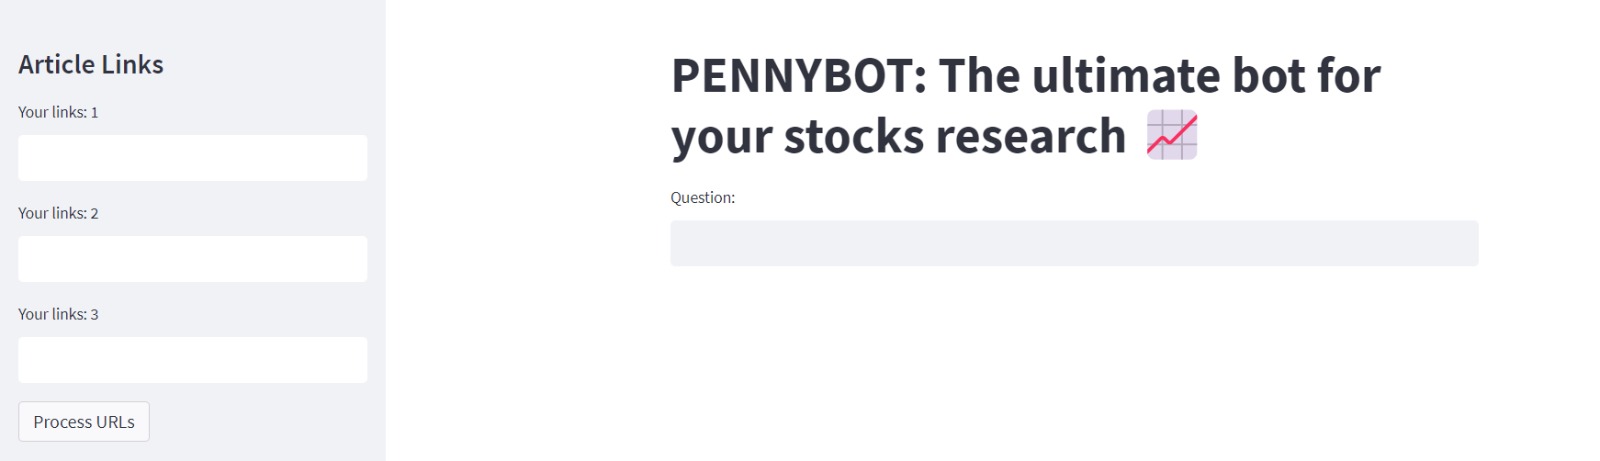 Article Links
Your links: 1
Your links: 2
Your links: 3
Process URLs
PENNYBOT: The ultimate bot for
your stocks research
Question: